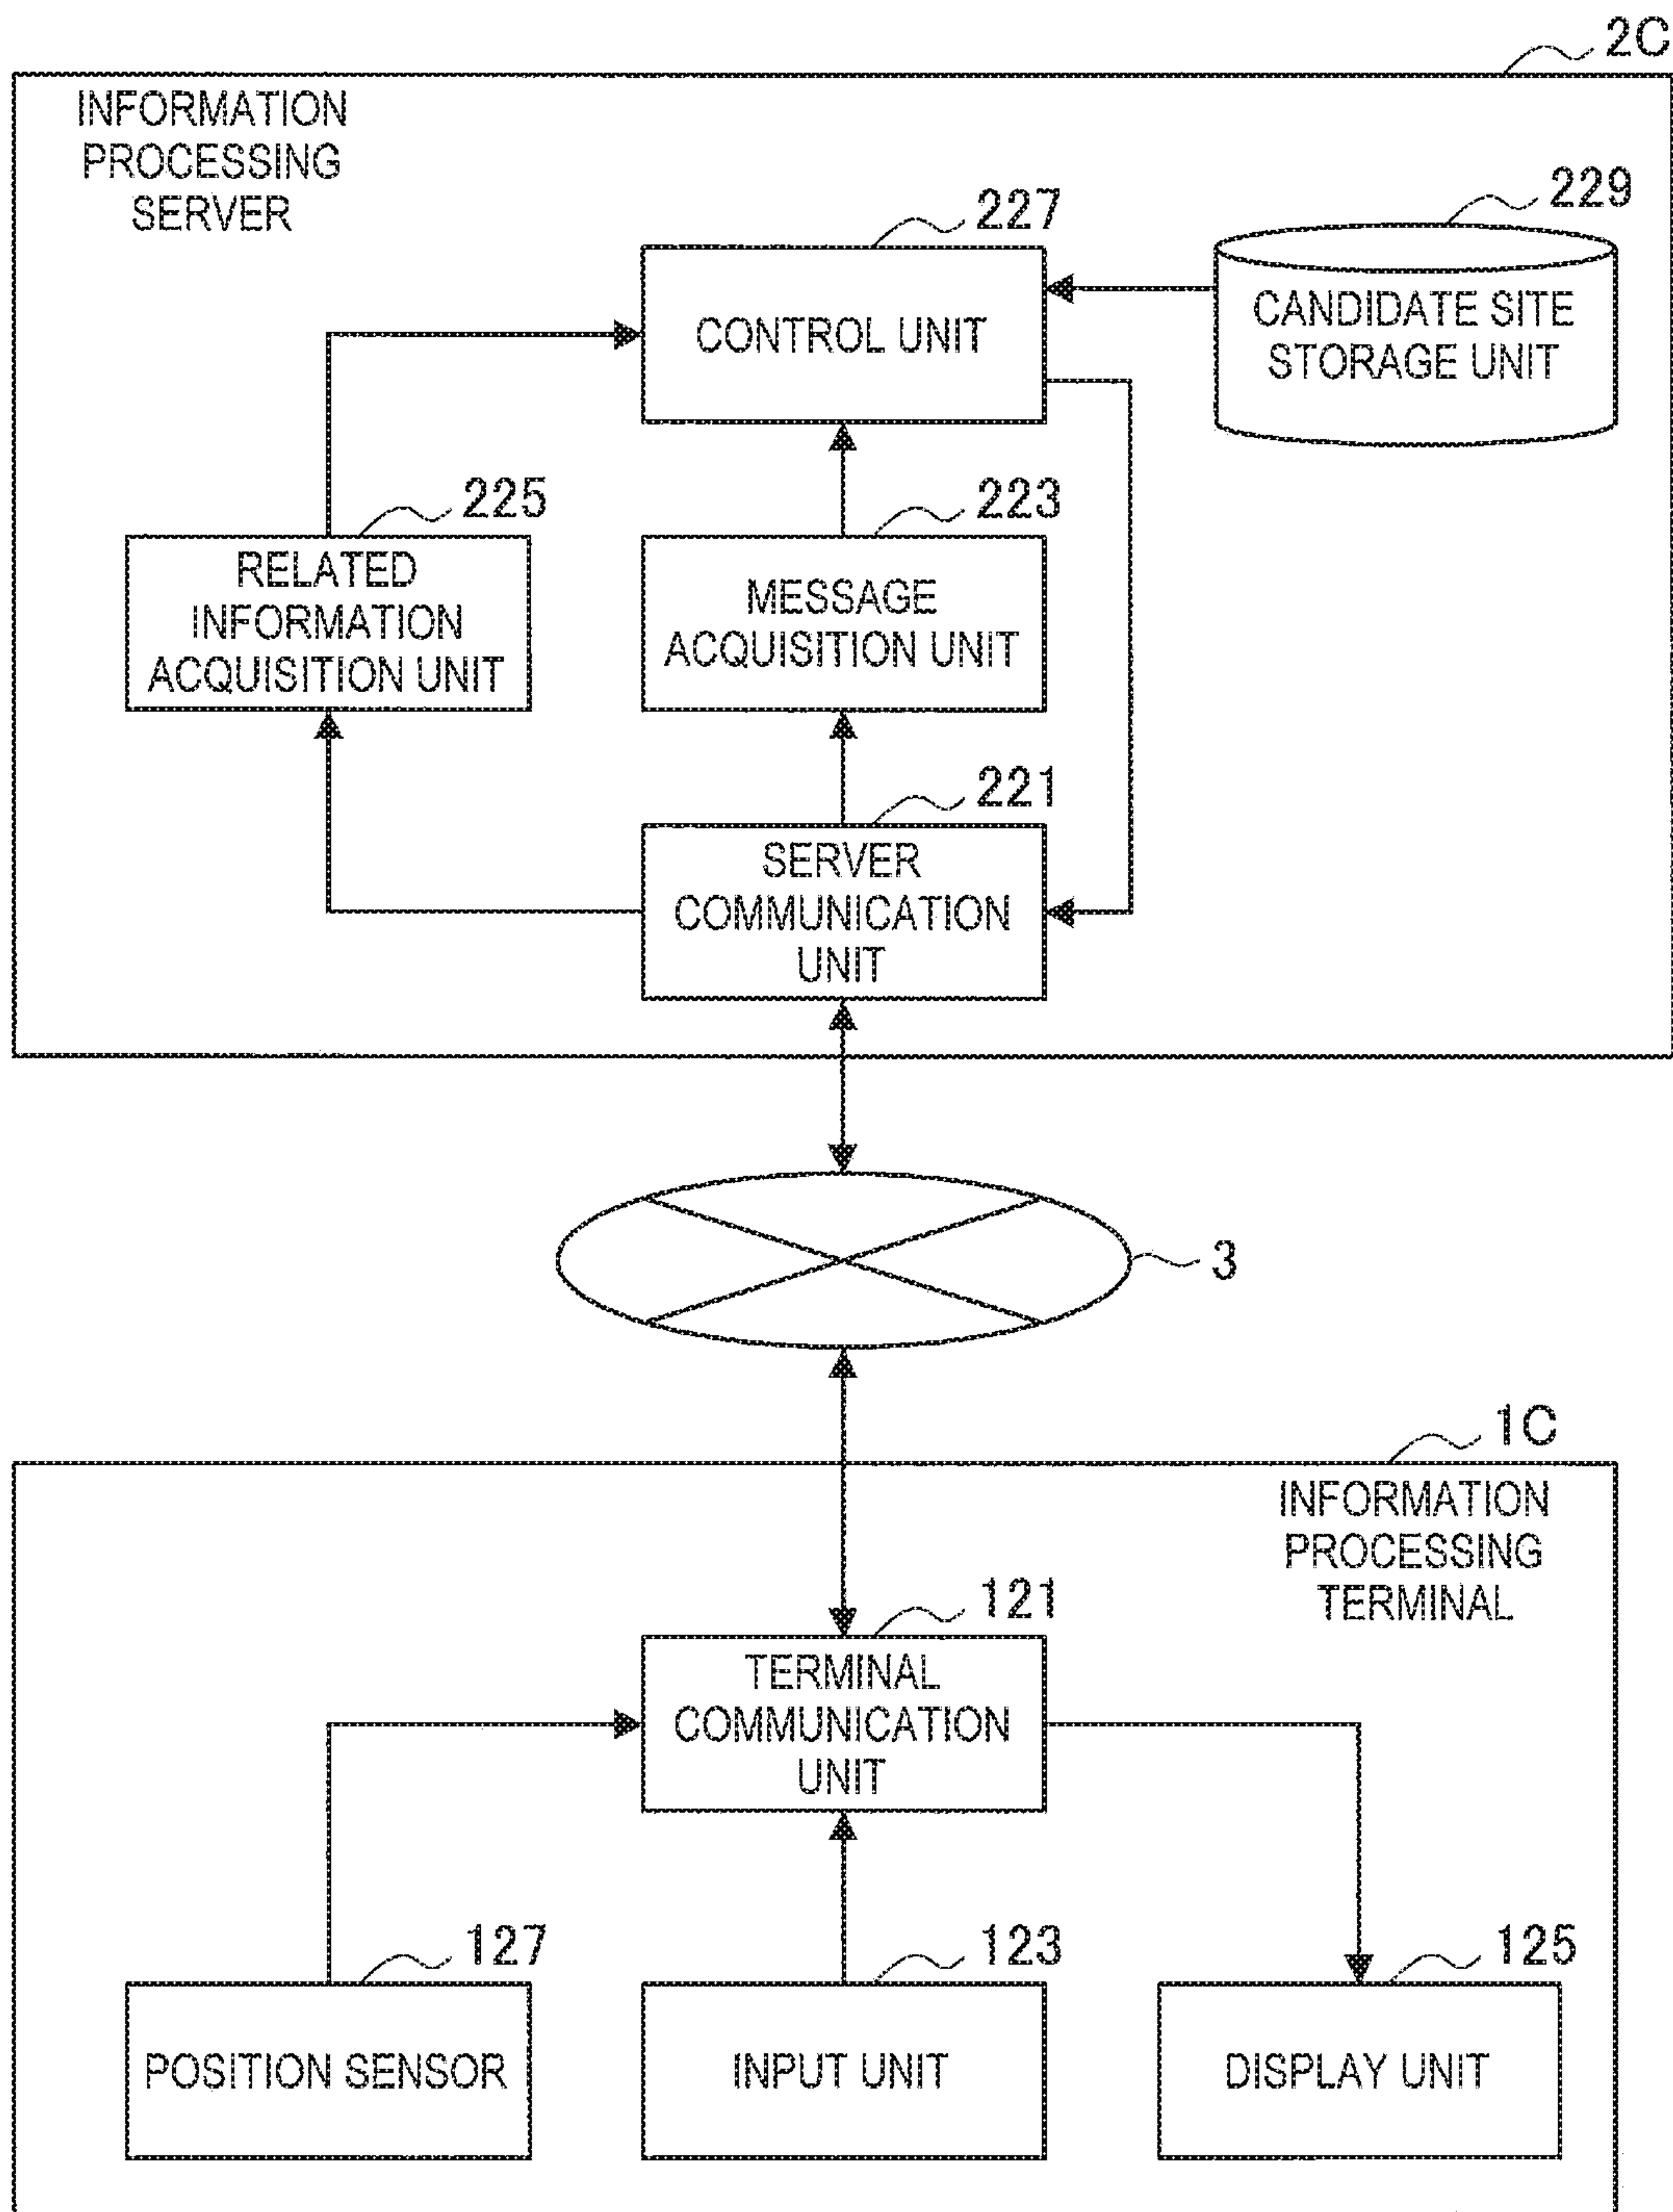 2C
INFORMATION
PROCESSING
SERVER
227
229
CONTROL UNIT
CANDIDATE SITE
STORAGE UNIT
225
223
RELATED
INFORMATION
ACQUISITION UNIT
MESSAGE
ACQUISITION UNIT
221
SERVER
COMMUNICATION
UNIT
3
1C
INFORMATION
PROCESSING
TERMINAL
121
TERMINAL
COMMUNICATION
UNIT
127
123
125
POSITION SENSOR
INPUT UNIT
DISPLAY UNIT